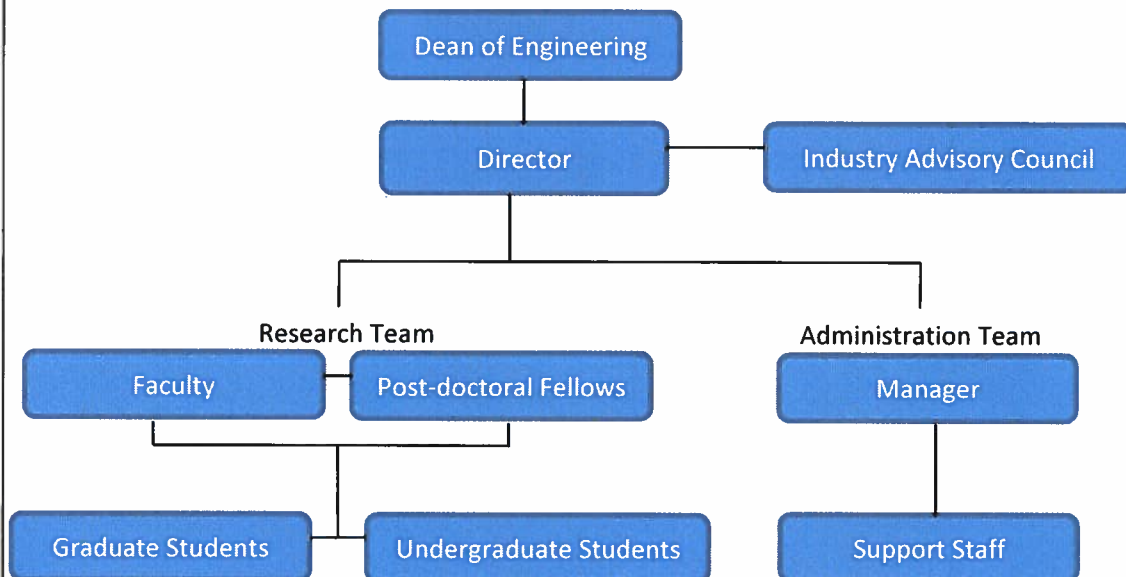 Dean of Engineering
Director
Industry Advisory Council
Research Team
Administration Team
Faculty
Post-doctoral Fellows
Manager
Graduate Students
Undergraduate Students
Support Staff